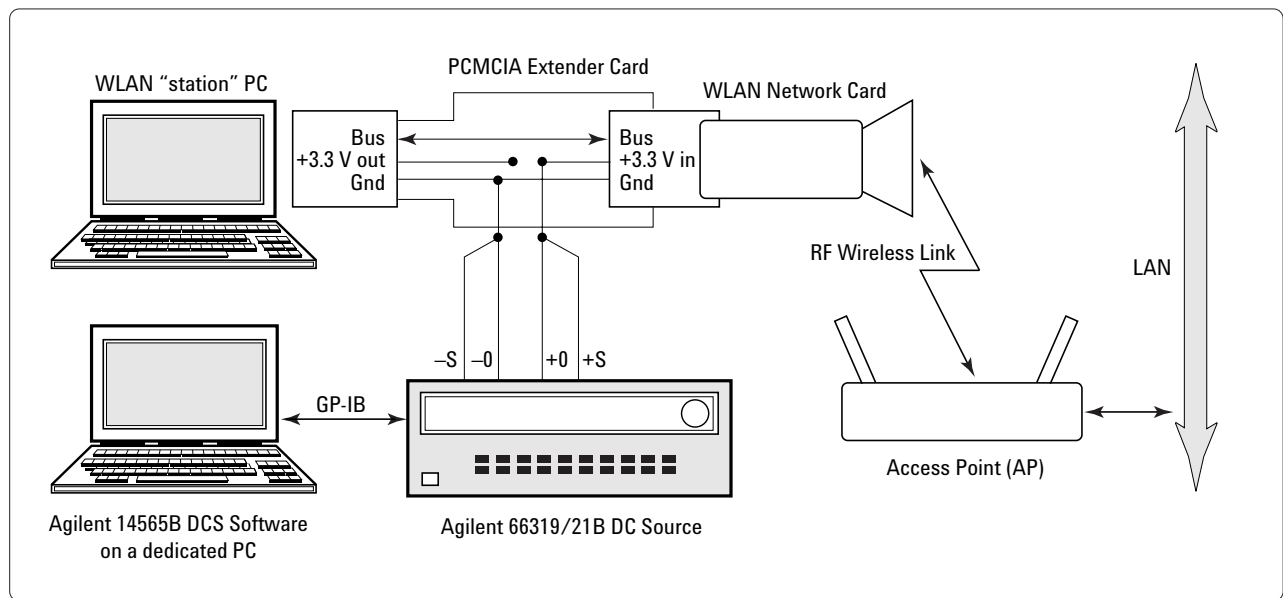 WLAN “station” PC
PCMCIA Extender Card
WLAN Network Card
Bus
+3.3 V out
Gnd
Bus
+3.3 V in
Gnd
RF Wireless Link
LAN
–S
–0
+0
+S
GP-IB
Access Point (AP)
Agilent 14565B DCS Software
on a dedicated PC
Agilent 66319/21B DC Source